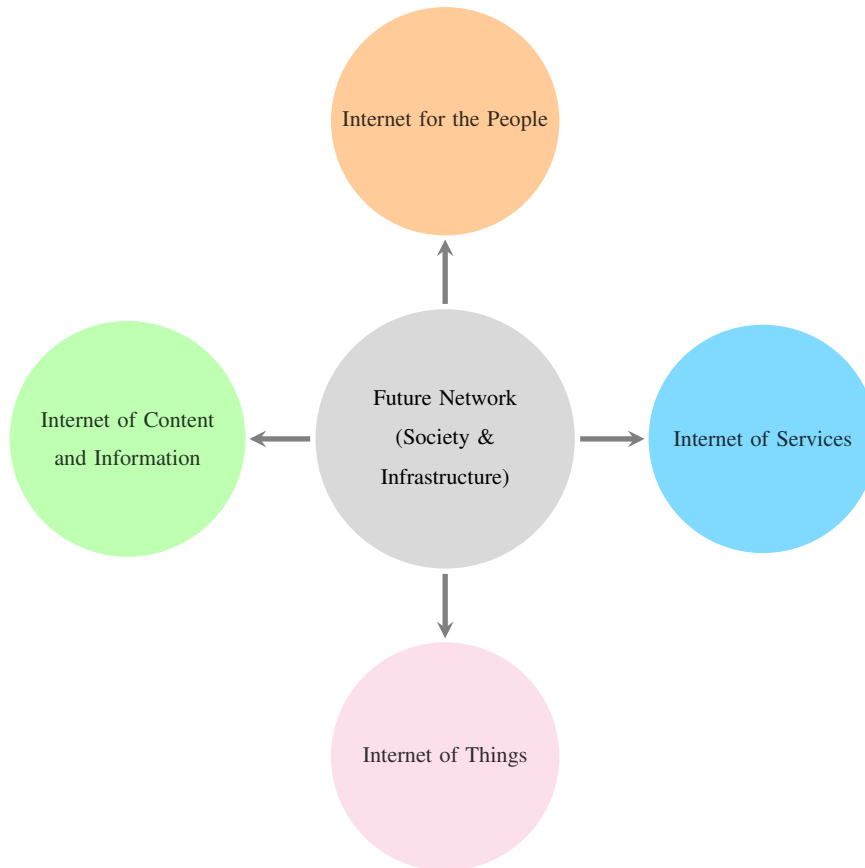 Internet for the People
Internet of Content
and Information
Future Network
(Society &
Infrastructure)
Internet of Services
Internet of Things